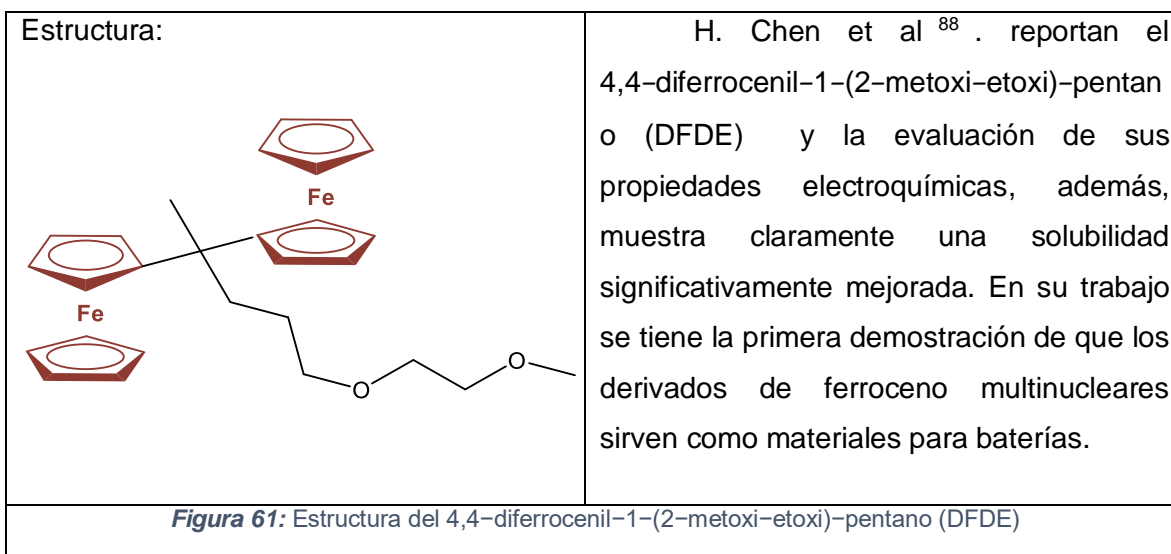 Estructura:
Fe
Fe
O
O
H. Chen et al 88 . reportan el
4,4−diferrocenil−1−(2−metoxi−etoxi)−pentan
o (DFDE) y la evaluación de sus
propiedades electroquímicas, además,
muestra claramente una solubilidad
significativamente mejorada. En su trabajo
se tiene la primera demostración de que los
derivados de ferroceno multinucleares
sirven como materiales para baterías.
Figura 61: Estructura del 4,4−diferrocenil−1−(2−metoxi−etoxi)−pentano (DFDE)